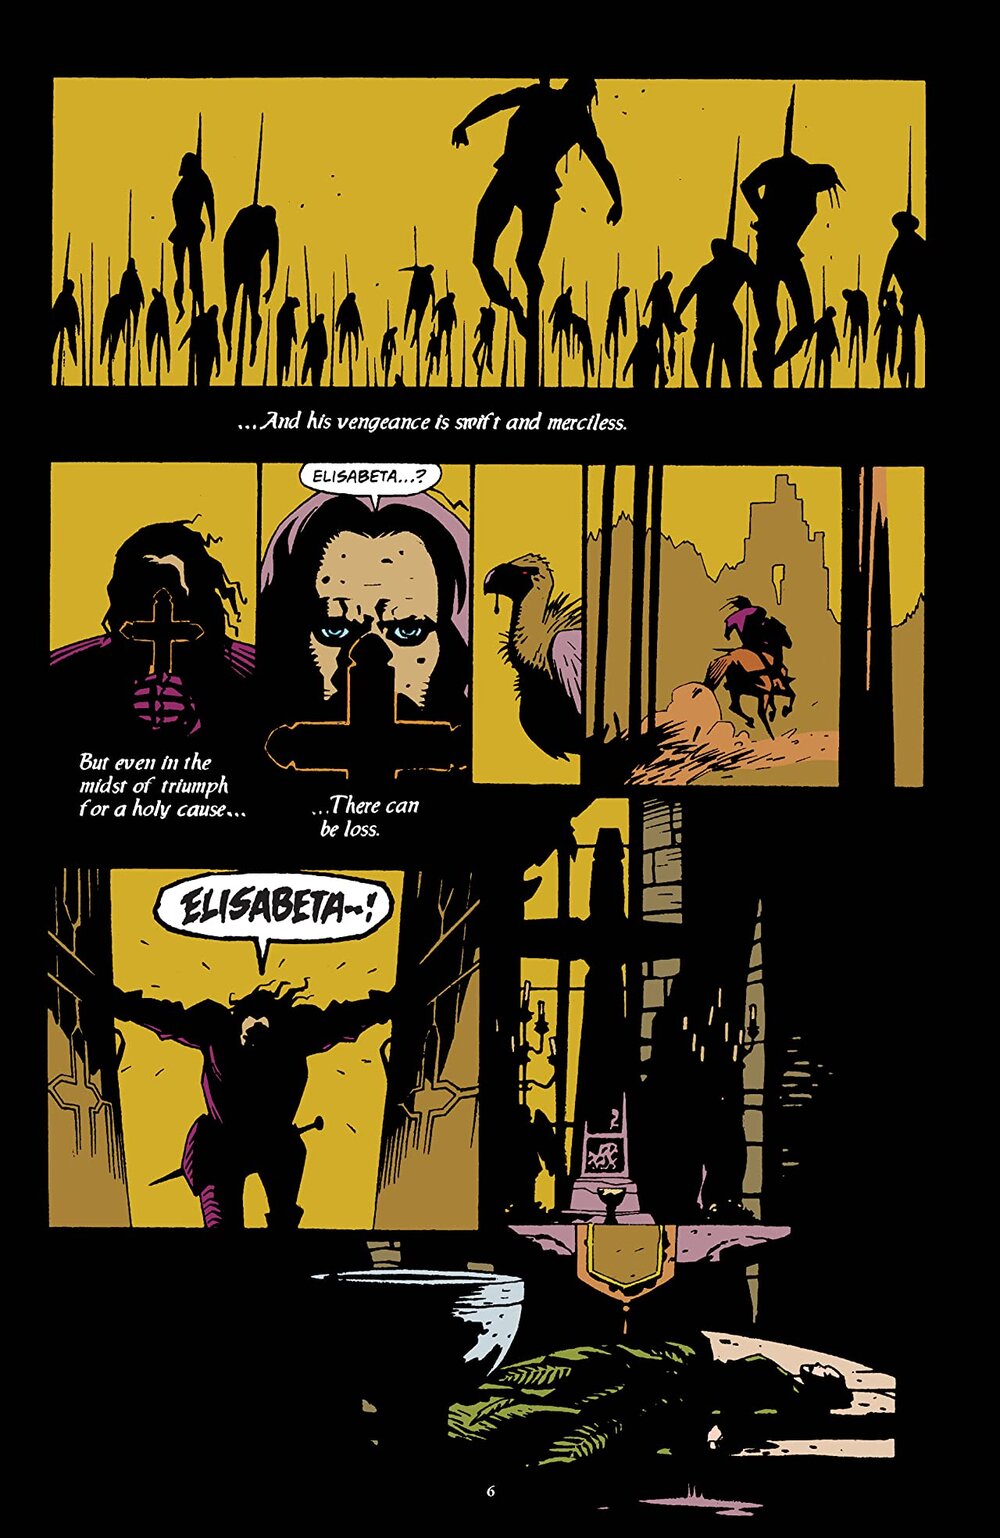 ...And his vengeance is swift and merciless.
ELISABETA...?
But even in the
midst of triumph
for a holy cause...
...There can
be loss.
ELISABETA--!
6